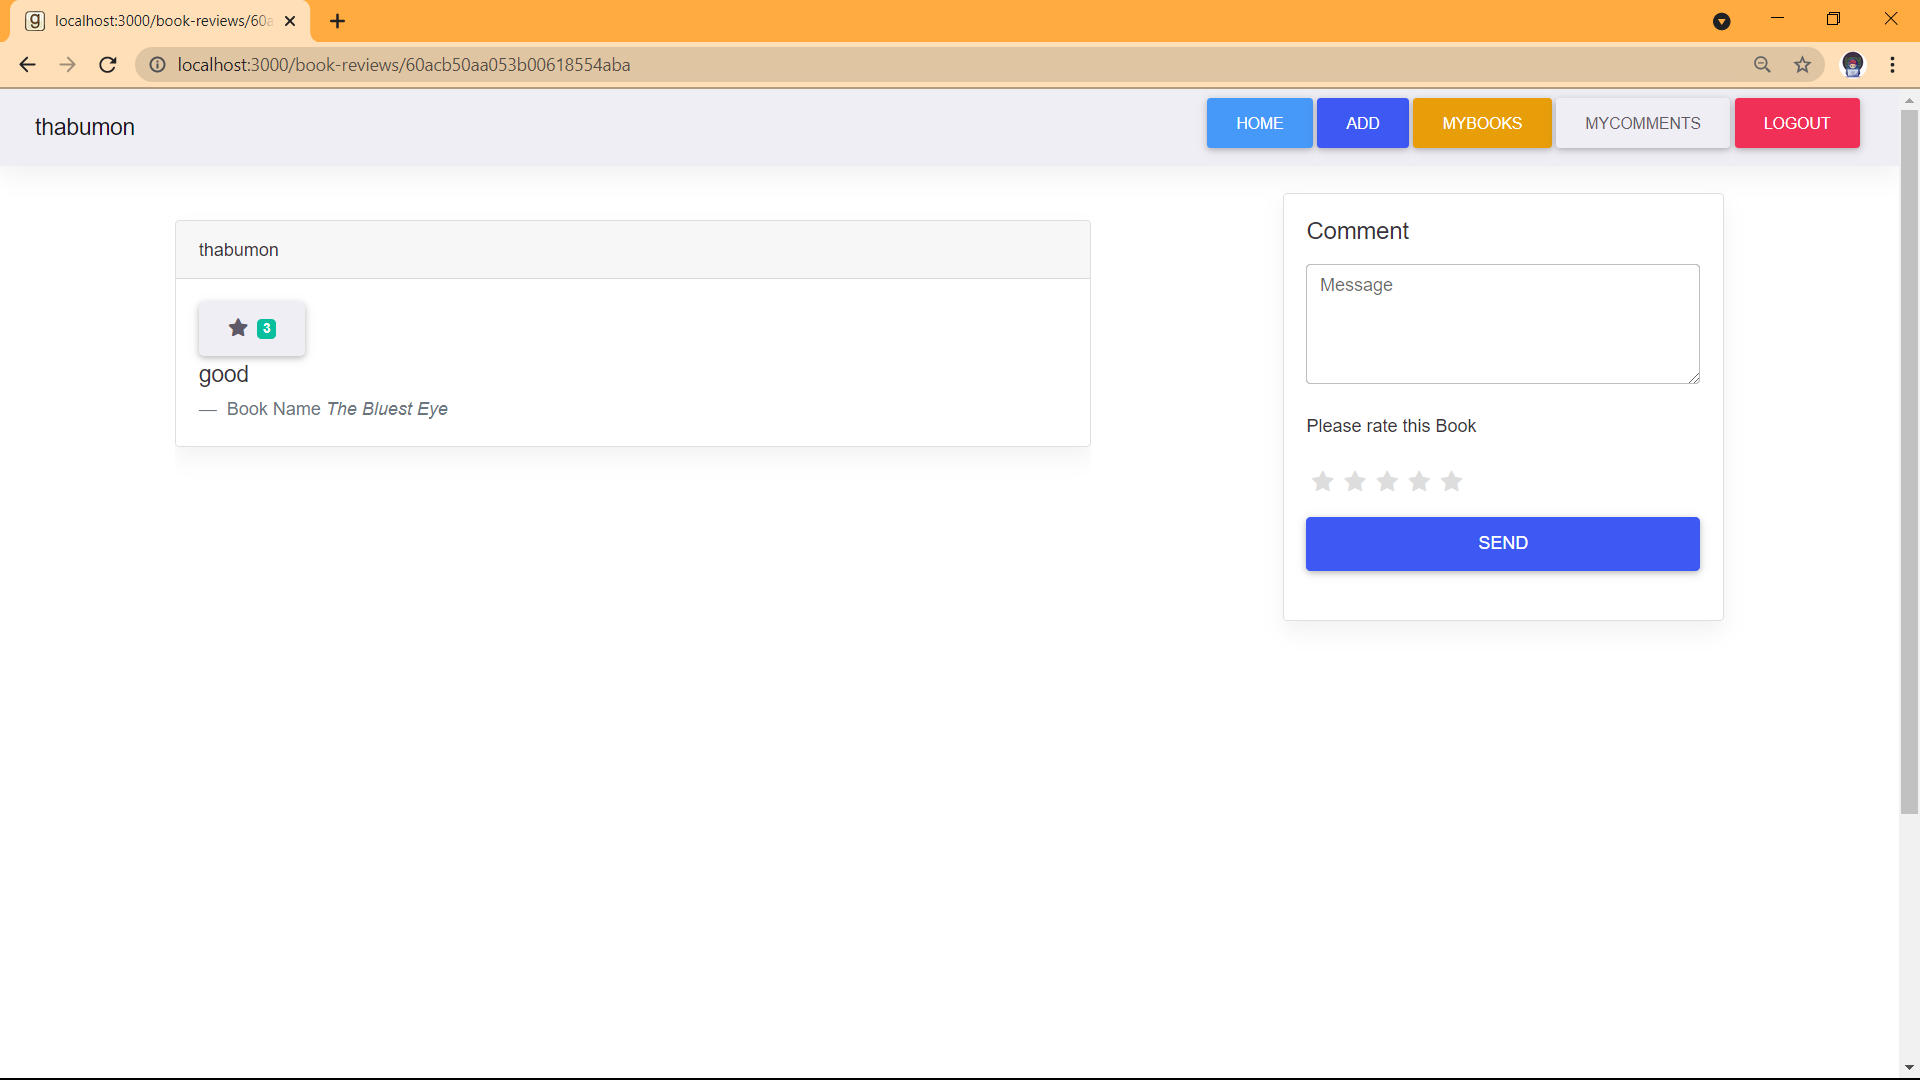 localhost:3000/book-reviews/60a
localhost:3000/book-reviews/60acb50aa053b00618554aba
thabumon
HOME ADD MYBOOKS MYCOMMENTS LOGOUT
thabumon
3
good
— Book Name The Bluest Eye
Comment
Message
Please rate this Book
SEND